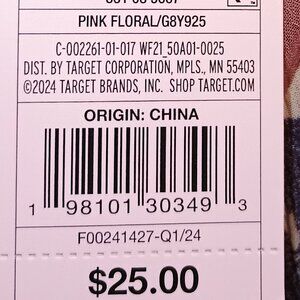 PINK FLORAL/G8Y925
C-002261-01-017 WF21_50A01-0025
DIST. BY TARGET CORPORATION, MPLS., MN 55403
©2024 TARGET BRANDS, INC. SHOP TARGET.COM
ORIGIN: CHINA
1 98101 30349 3
F00241427-Q1/24
$25.00